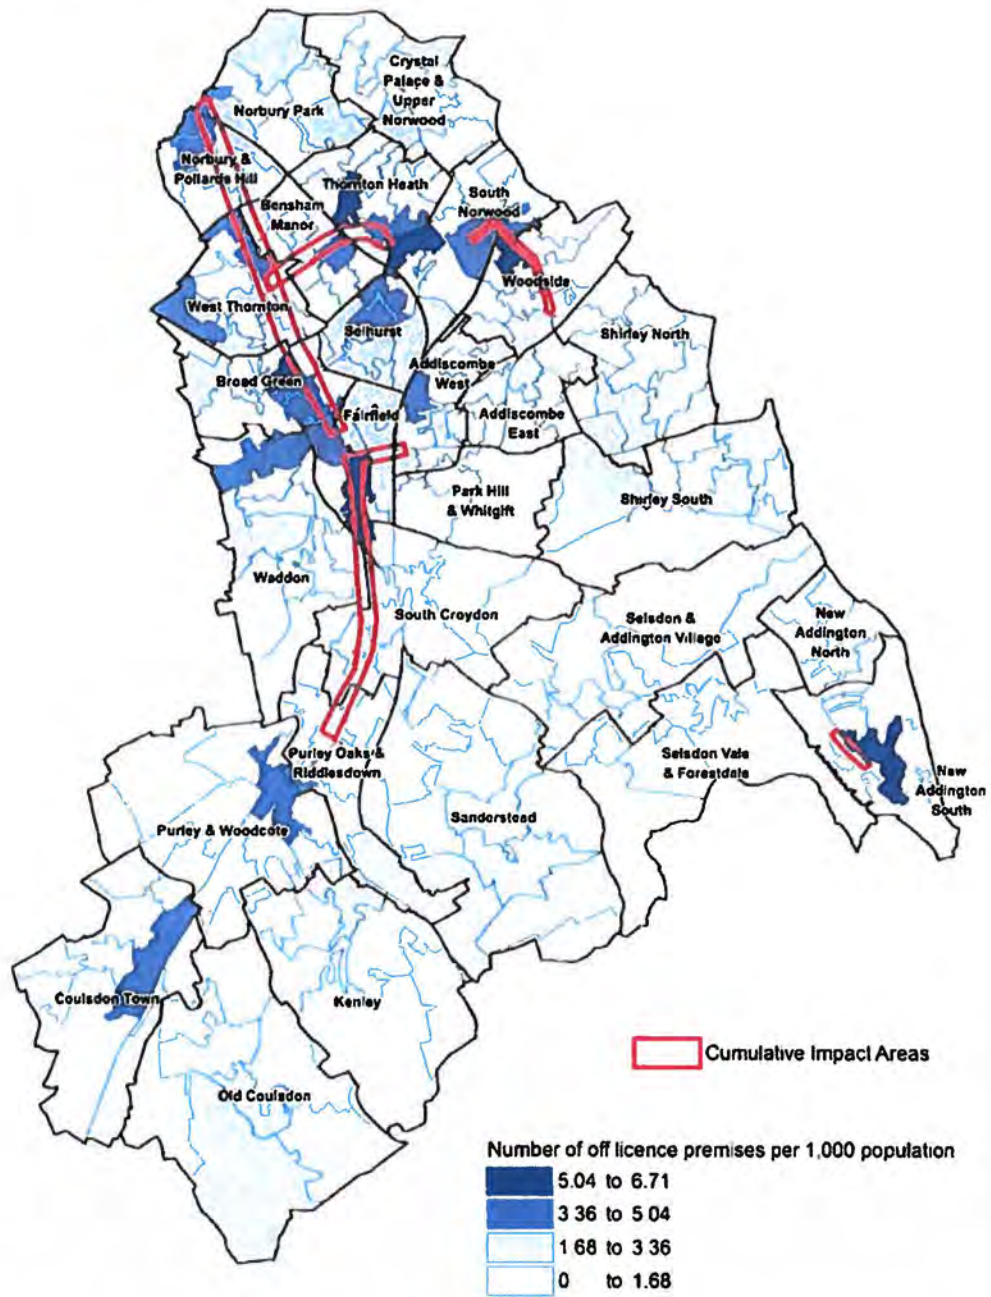 Crystal
Palace &
Upper
Norwood
Norbury Park
Norbury &
Pollards Hill
Thornton Heath
Bensham
Manor
South
Norwood
Woodside
West Thornton
Selhurst
Shirley North
Broad Green
Addiscombe
West
Fairfield
Addiscombe
East
Park Hill
& Whitgift
Shirley South
Waddon
South Croydon
Selsdon &
Addington Village
New
Addington
North
Purley Oaks &
Riddlesdown
Selsdon Vale
& Forestdale
New
Addington
South
Purley & Woodcote
Sanderstead
Coulsdon Town
Kenley
Old Coulsdon
Cumulative Impact Areas
Number of off licence premises per 1,000 population
5.04 to 6.71
3 36 to 5 04
1 68 to 3 36
0 to 1.68